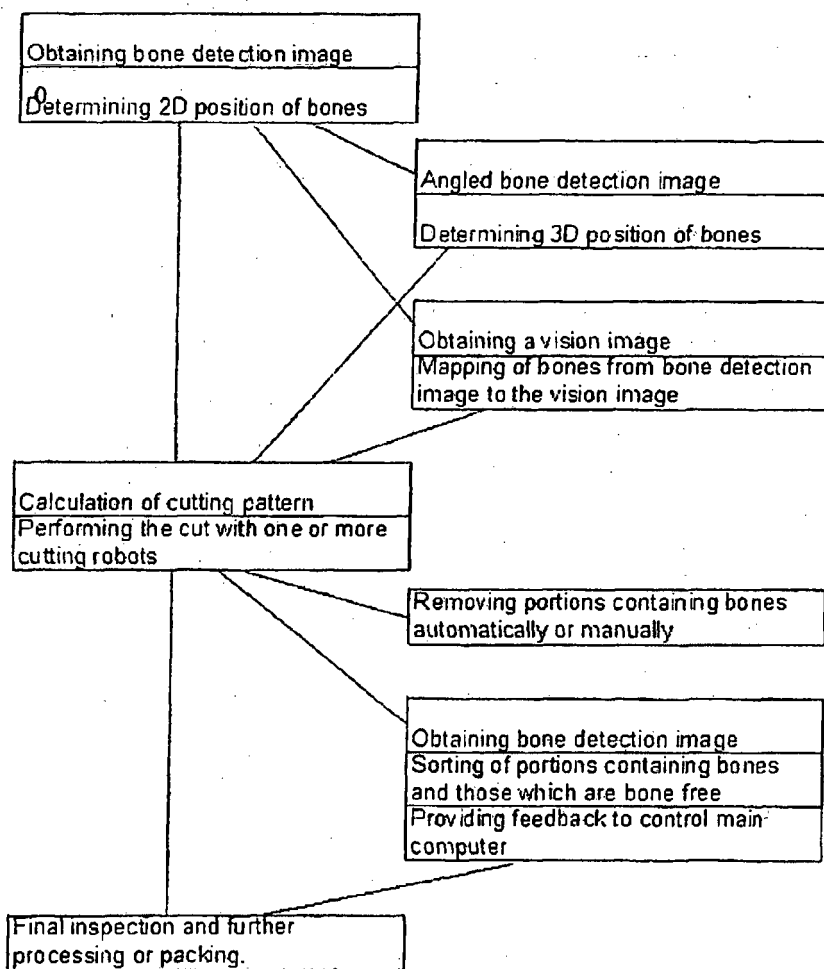 Obtaining bone detection image
0
Determining 2D position of bones
Angled bone detection image
Determining 3D position of bones
Obtaining a vision image
Mapping of bones from bone detection
image to the vision image
Calculation of cutting pattern
Performing the cut with one or more
cutting robots
Removing portions containing bones
automatically or manually
Obtaining bone detection image
Sorting of portions containing bones
and those which are bone free
Providing feedback to control main
computer
Final inspection and further
processing or packing.